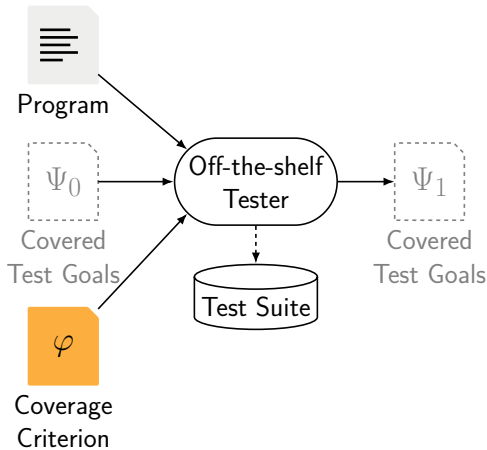 Program
Ψ₀
Covered
Test Goals
Off-the-shelf
Tester
Ψ₁
Covered
Test Goals
Test Suite
φ
Coverage
Criterion